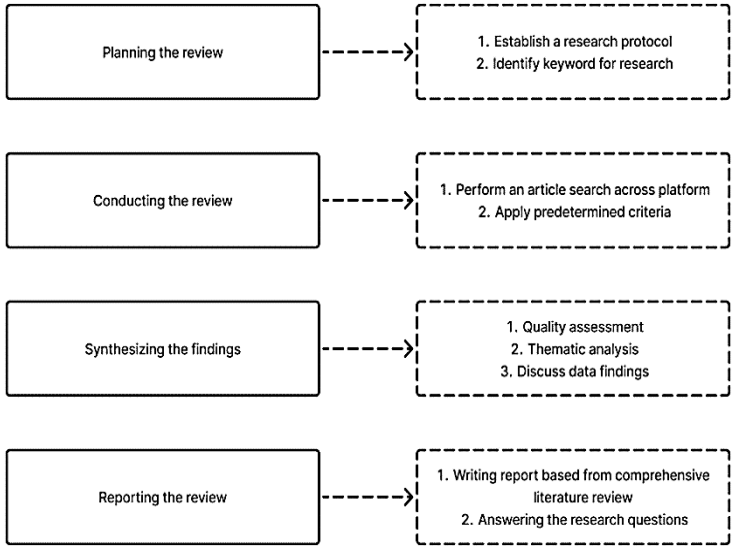 Planning the review
1. Establish a research protocol
2. Identify keyword for research
Conducting the review
1. Perform an article search across platform
2. Apply predetermined criteria
Synthesizing the findings
1. Quality assessment
2. Thematic analysis
3. Discuss data findings
Reporting the review
1. Writing report based from comprehensive
literature review
2. Answering the research questions